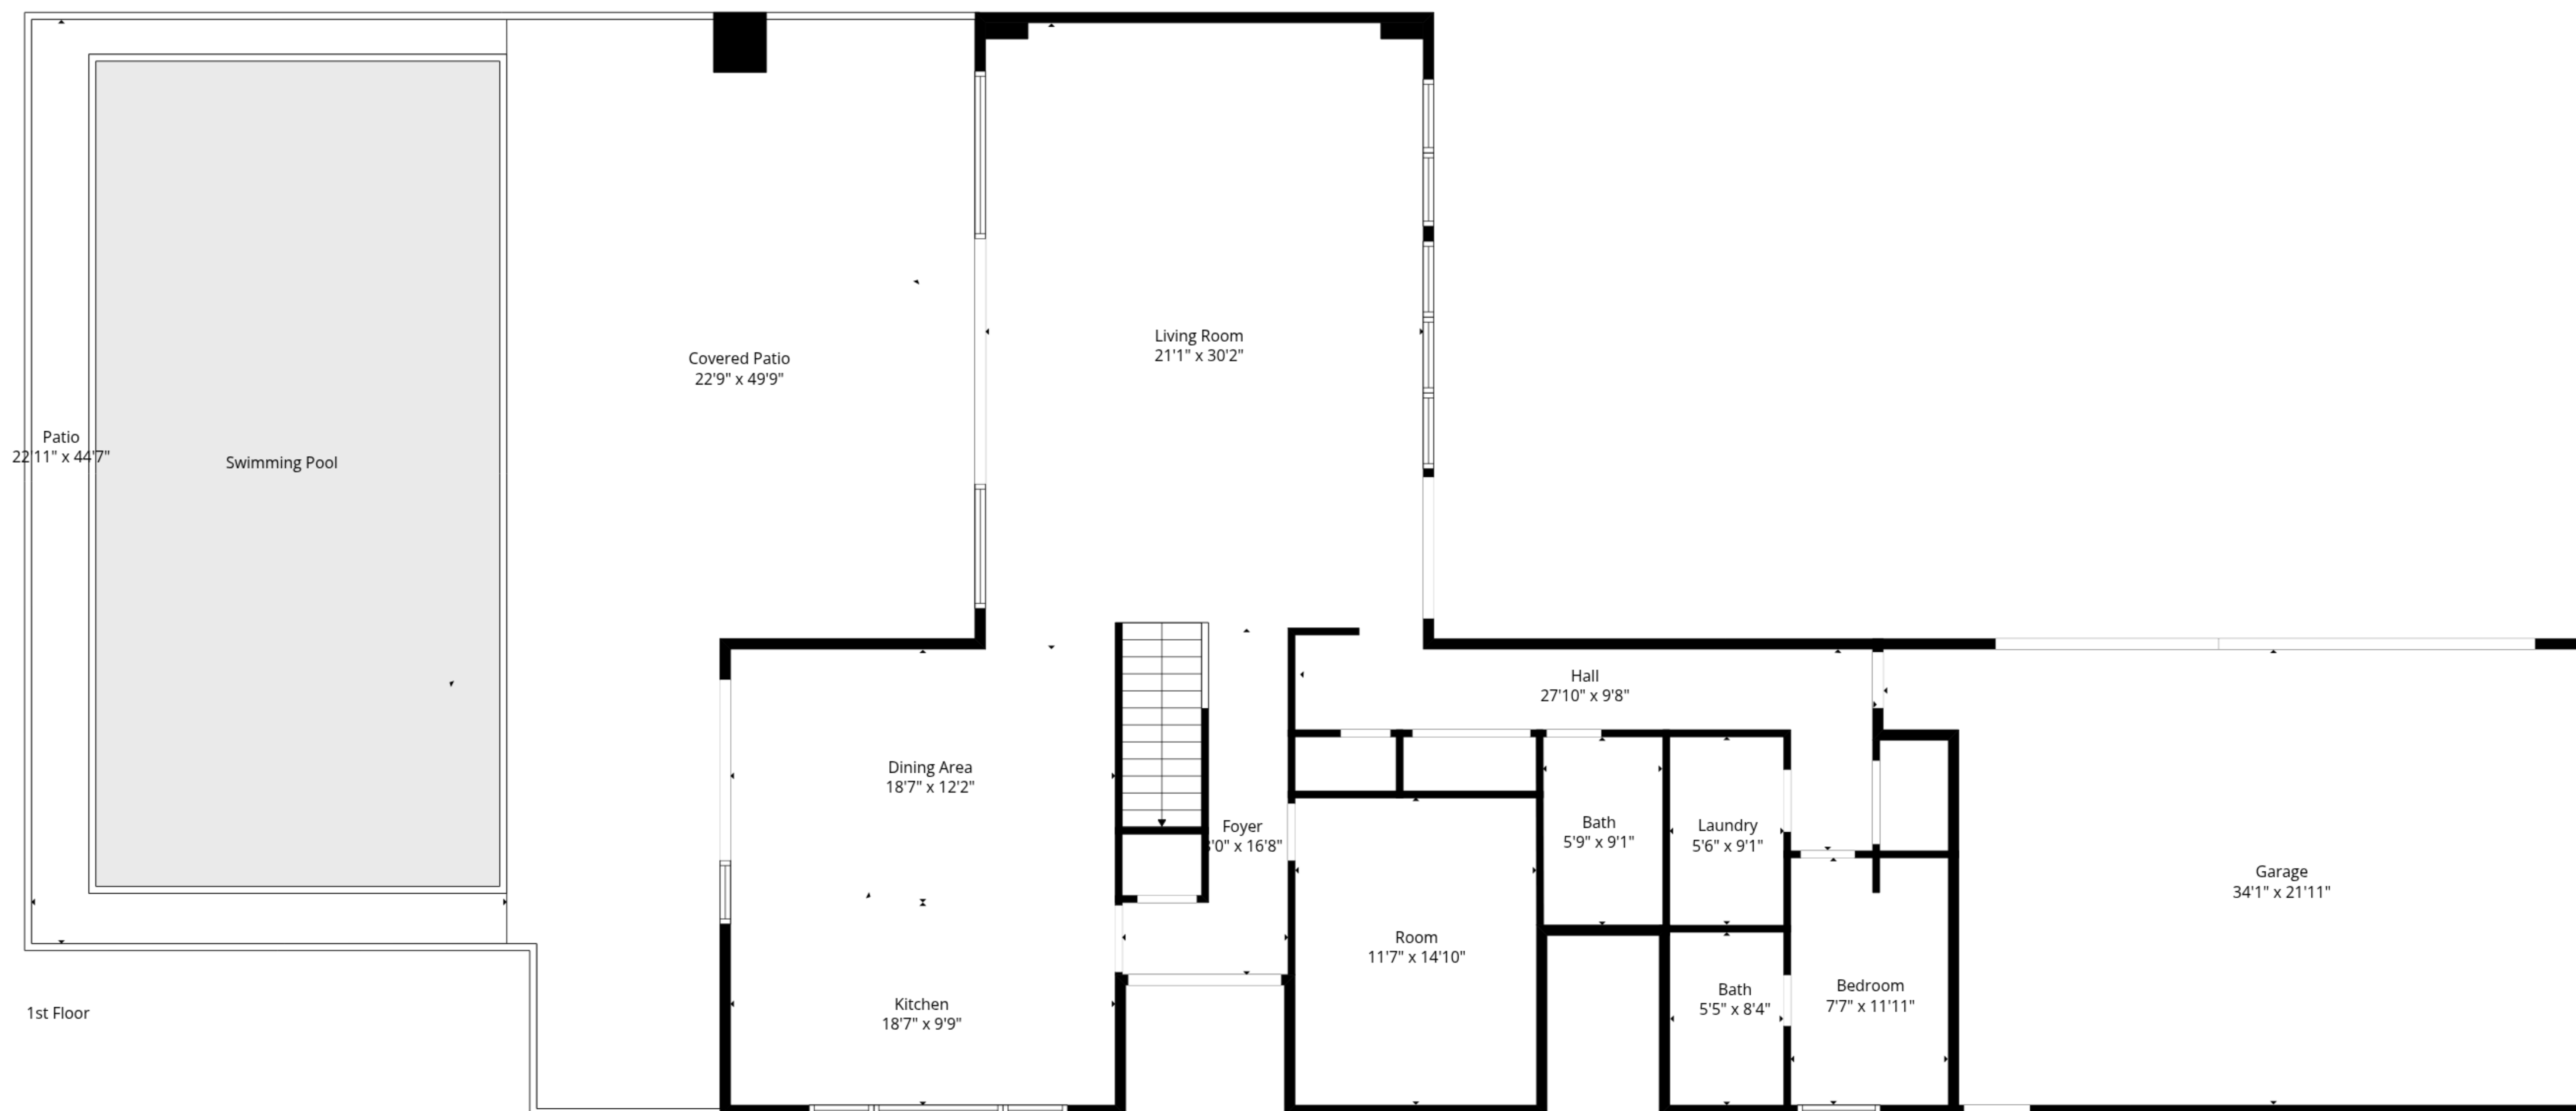 Living Room
21'1" x 30'2"
Covered Patio
22'9" x 49'9"
Patio
22'11" x 44'7"
Swimming Pool
Hall
27'10" x 9'8"
Dining Area
18'7" x 12'2"
Foyer
'0" x 16'8"
Bath
5'9" x 9'1"
Laundry
5'6" x 9'1"
Garage
34'1" x 21'11"
Room
11'7" x 14'10"
Bath
5'5" x 8'4"
Bedroom
7'7" x 11'11"
Kitchen
18'7" x 9'9"
1st Floor